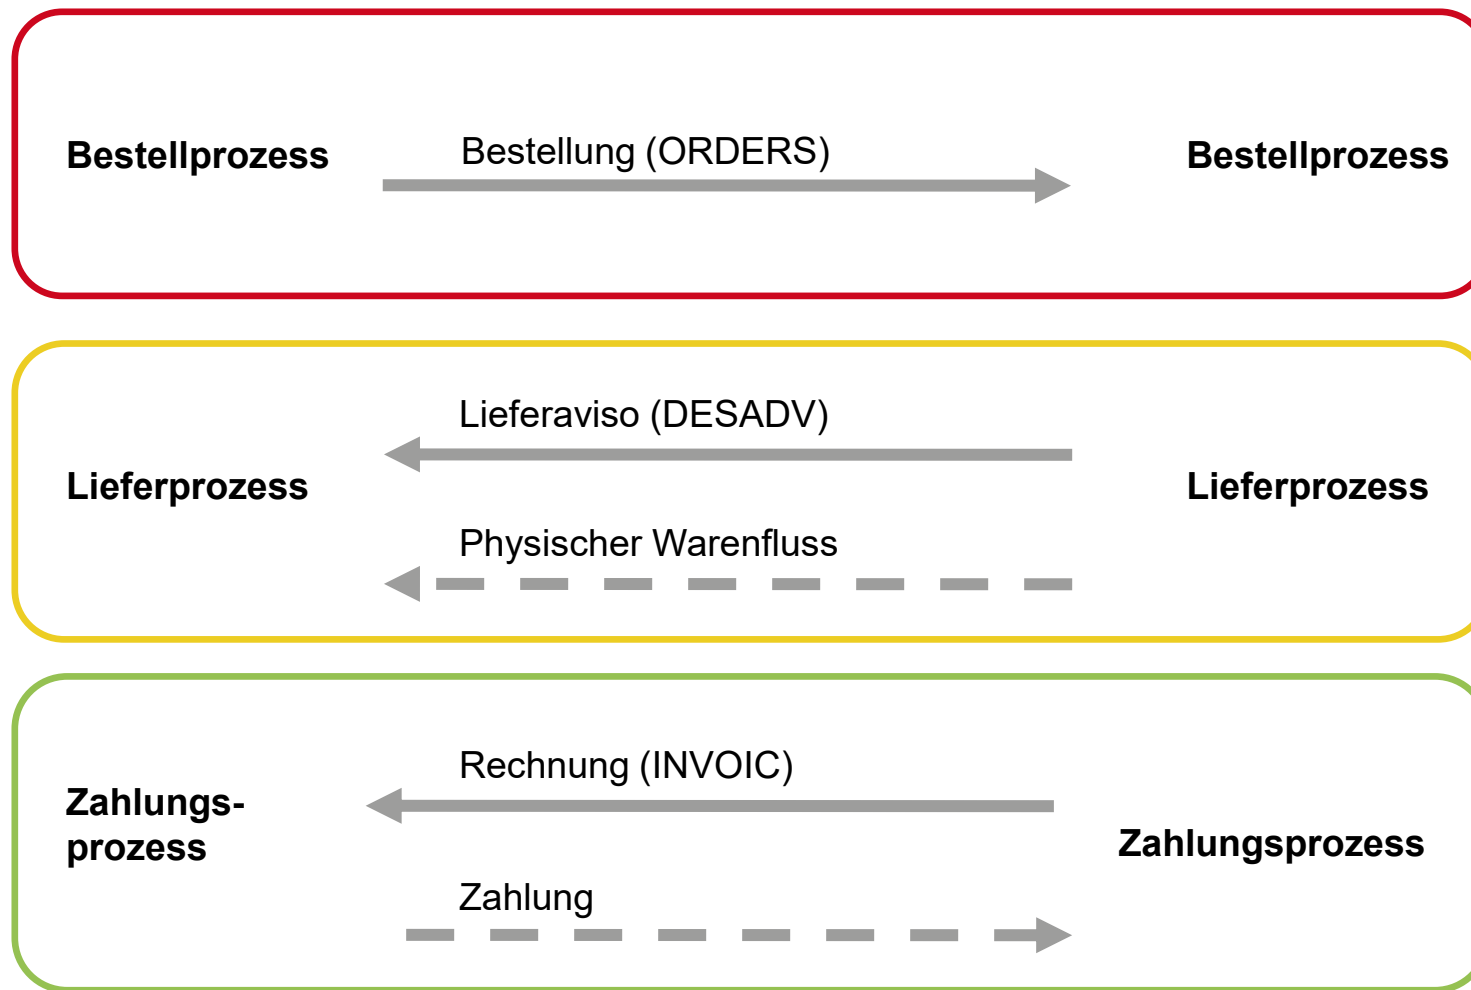 Bestellprozess
Bestellung (ORDERS)
Bestellprozess
Lieferaviso (DESADV)
Lieferprozess
Lieferprozess
Physischer Warenfluss
Rechnung (INVOIC)
Zahlungs-
prozess
Zahlungsprozess
Zahlung